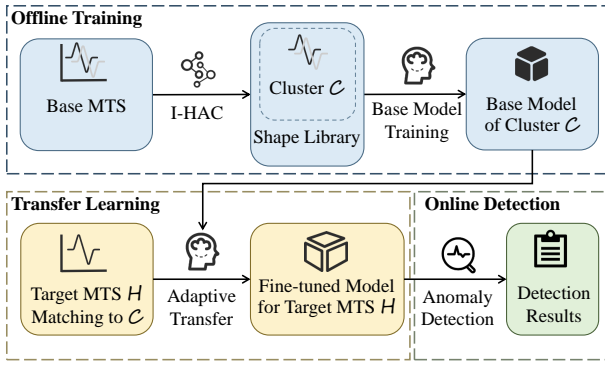 Offline Training
Base MTS
I-HAC
Cluster C
Shape Library
Base Model
Training
Base Model
of Cluster C
Transfer Learning
Target MTS H
Matching to C
Adaptive
Transfer
Fine-tuned Model
for Target MTS H
Online Detection
Anomaly
Detection
Detection
Results